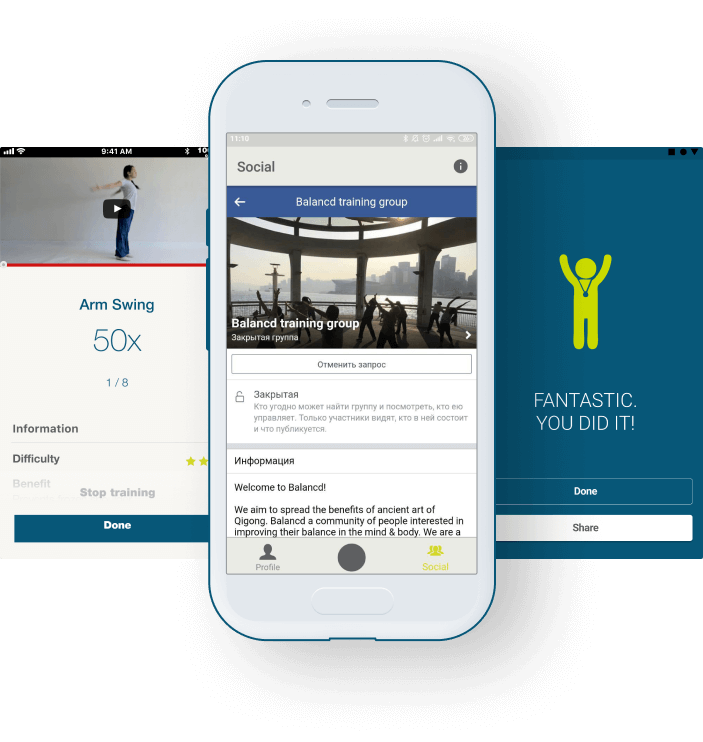 9:41 AM
10
Arm Swing
50x
1 / 8
Information
Difficulty
Benefit
Stop training
Done
11:10
Social
Balancd training group
Balancd training group
Закрытая группа
Отменить запрос
Закрытая
Кто угодно может найти группу и посмотреть, кто ею
управляет. Только участники видят, кто в ней состоит
и что публикуется.
Информация
Welcome to Balancd!
We aim to spread the benefits of ancient art of
Qigong. Balancd a community of people interested in
improving their balance in the mind & body. We are a
Profile
Social
FANTASTIC.
YOU DID IT!
Done
Share